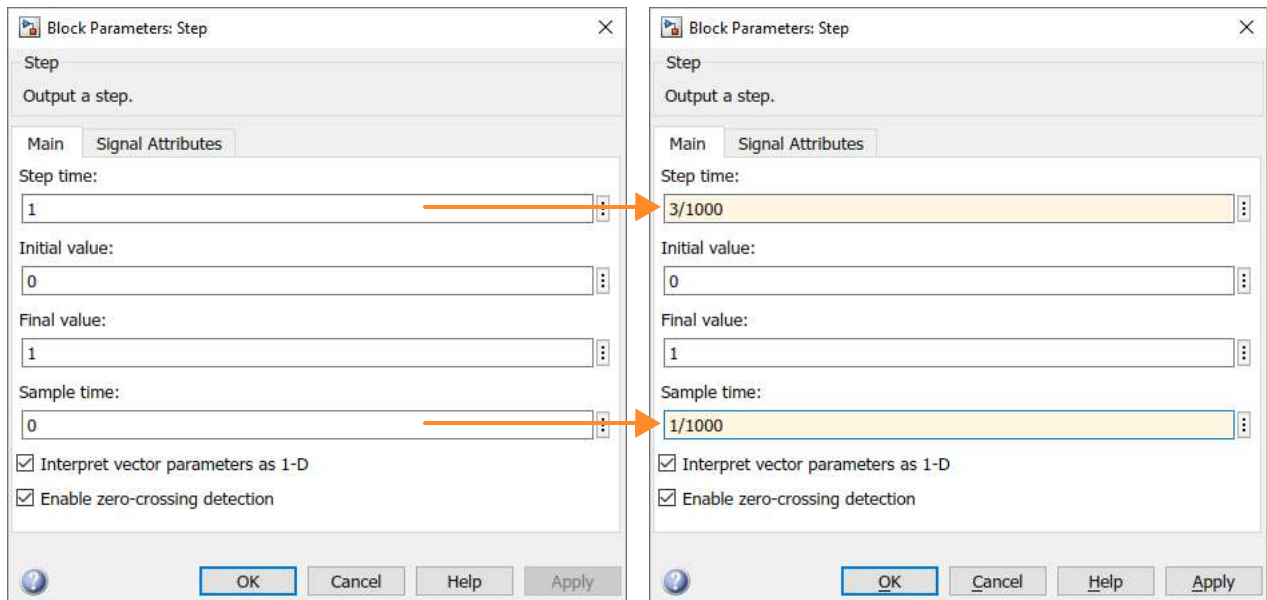 Block Parameters: Step
Step
Output a step.
Main Signal Attributes
Step time:
1
Initial value:
0
Final value:
1
Sample time:
0
Interpret vector parameters as 1-D
Enable zero-crossing detection
OK Cancel Help Apply
Block Parameters: Step
Step
Output a step.
Main Signal Attributes
Step time:
3/1000
Initial value:
0
Final value:
1
Sample time:
1/1000
Interpret vector parameters as 1-D
Enable zero-crossing detection
OK Cancel Help Apply